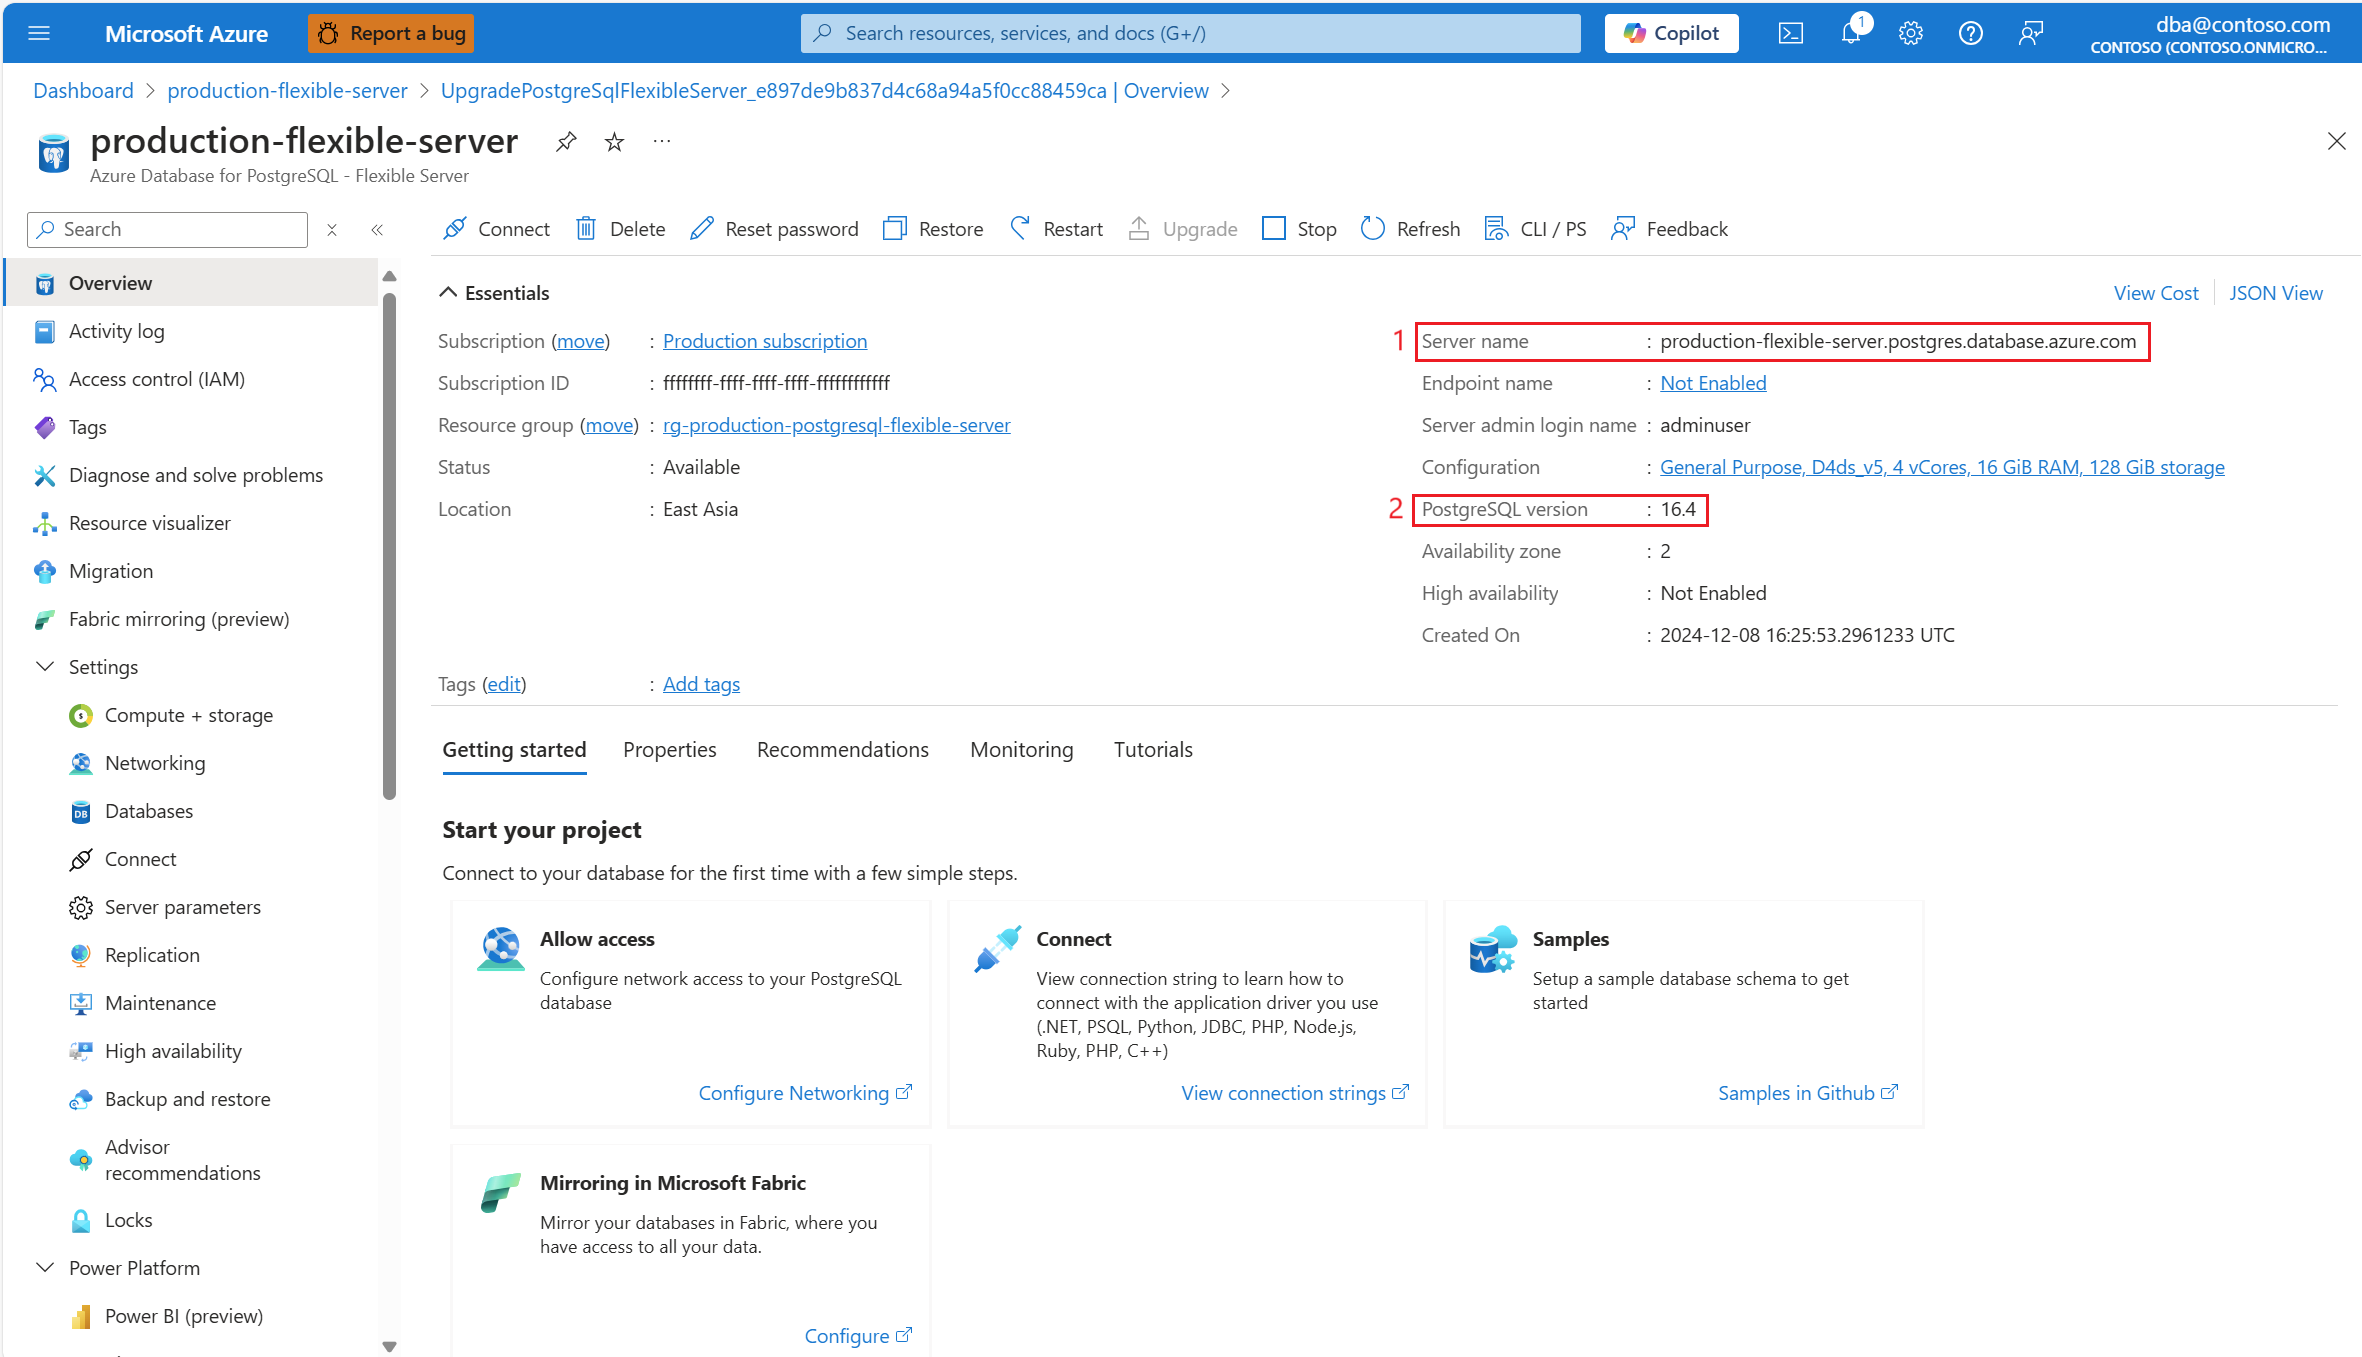 Microsoft Azure
Report a bug
Search resources, services, and docs (G+/)
Copilot
1
dba@contoso.com
CONTOSO (CONTOSO.ONMICRO...
Dashboard > production-flexible-server > UpgradePostgreSqlFlexibleServer_e897de9b837d4c68a94a5f0cc88459ca | Overview >
production-flexible-server
...
Azure Database for PostgreSQL - Flexible Server
Search
Connect
Delete
Reset password
Restore
Restart
Upgrade
Stop
Refresh
CLI / PS
Feedback
Overview
Activity log
Access control (IAM)
Tags
Diagnose and solve problems
Resource visualizer
Migration
Fabric mirroring (preview)
Settings
Compute + storage
Networking
Databases
Connect
Server parameters
Replication
Maintenance
High availability
Backup and restore
Advisor
recommendations
Locks
Power Platform
Power BI (preview)
Essentials
View Cost
JSON View
Subscription (move) : Production subscription
Subscription ID : ffffffff-ffff-ffff-ffff-ffffffffffff
Resource group (move) : rg-production-postgresql-flexible-server
Status : Available
Location : East Asia
1
Server name : production-flexible-server.postgres.database.azure.com
Endpoint name : Not Enabled
Server admin login name : adminuser
Configuration : General Purpose, D4ds_v5, 4 vCores, 16 GiB RAM, 128 GiB storage
2
PostgreSQL version : 16.4
Availability zone : 2
High availability : Not Enabled
Created On : 2024-12-08 16:25:53.2961233 UTC
Tags (edit) : Add tags
Getting started
Properties
Recommendations
Monitoring
Tutorials
Start your project
Connect to your database for the first time with a few simple steps.
Allow access
Configure network access to your PostgreSQL
database
Configure Networking
Connect
View connection string to learn how to
connect with the application driver you use
(.NET, PSQL, Python, JDBC, PHP, Node.js,
Ruby, PHP, C++)
View connection strings
Samples
Setup a sample database schema to get
started
Samples in Github
Mirroring in Microsoft Fabric
Mirror your databases in Fabric, where you
have access to all your data.
Configure